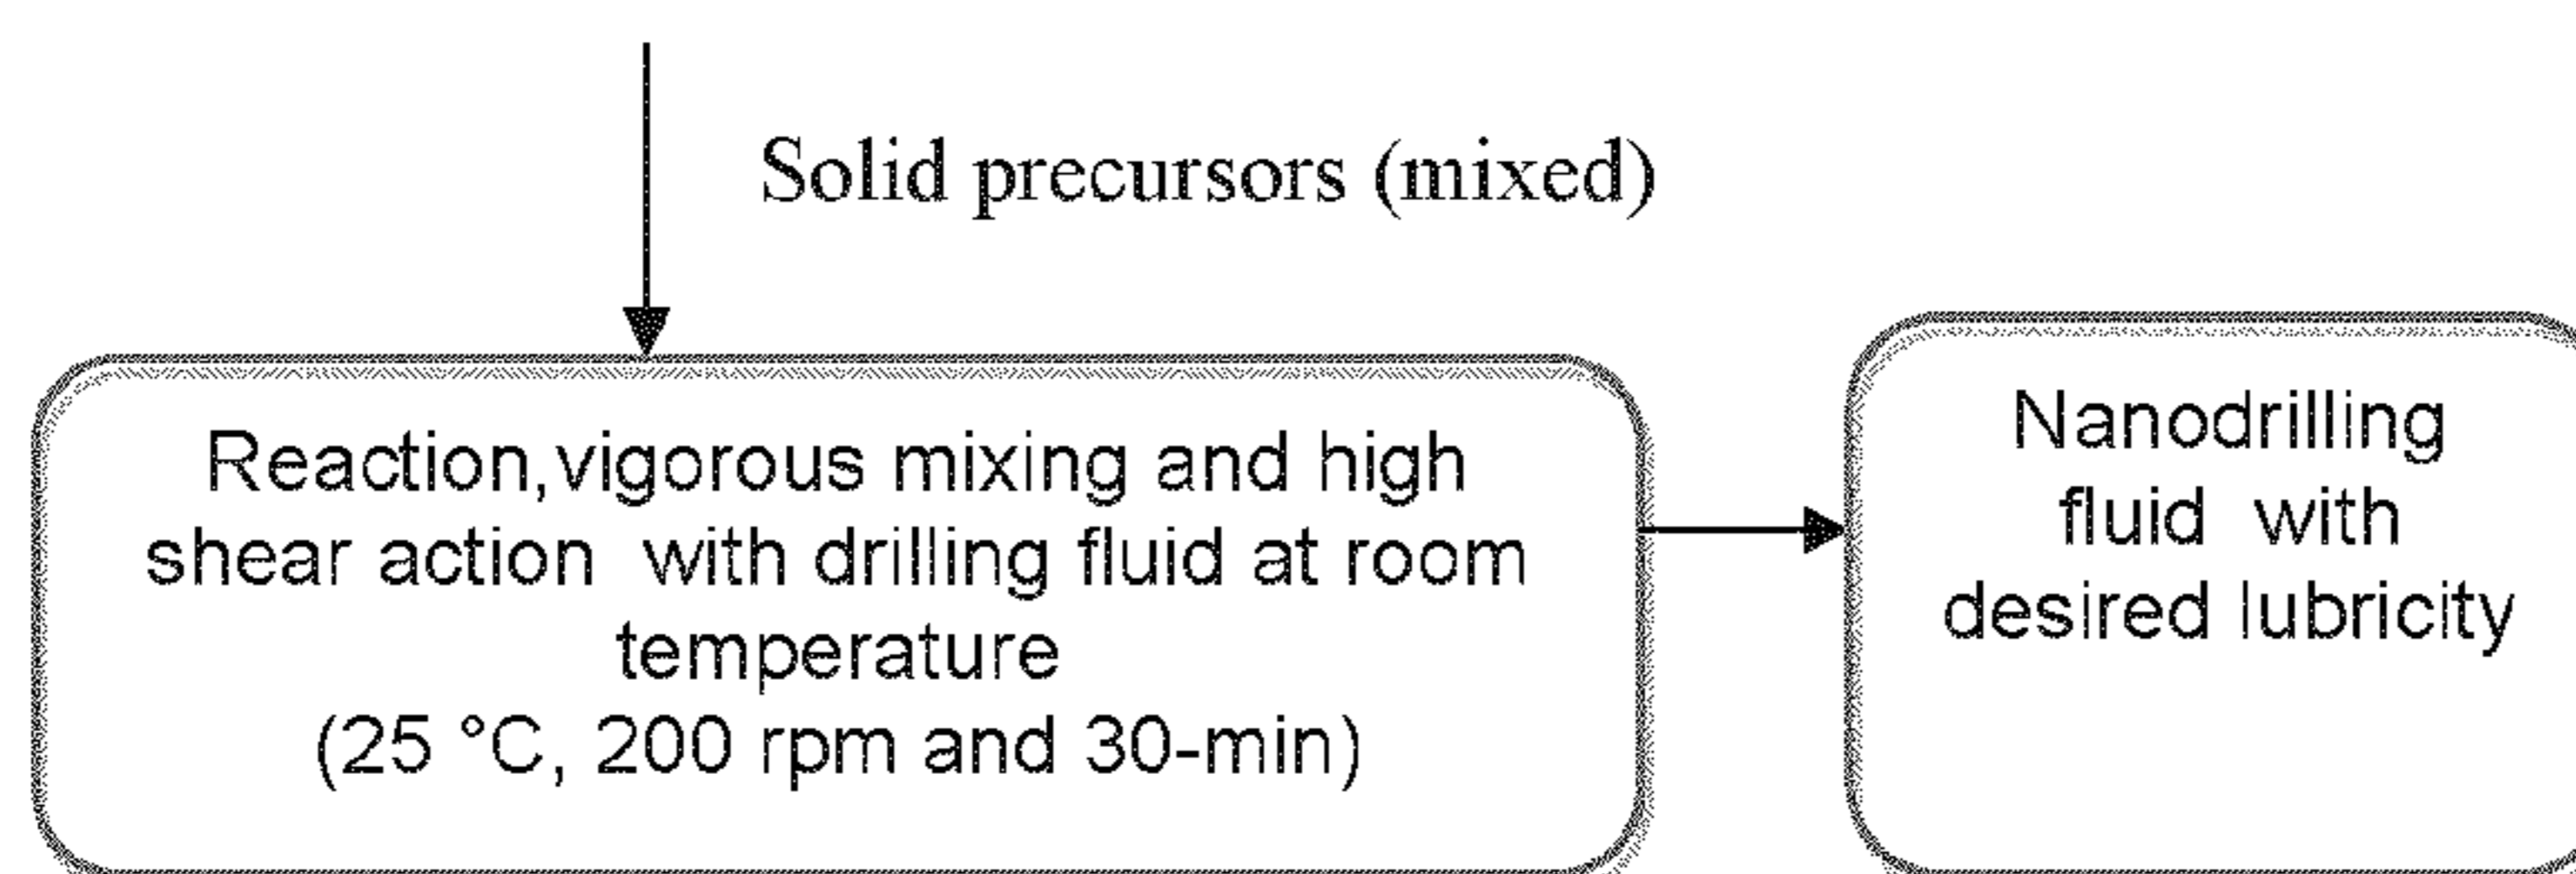 Solid precursors (mixed)
Reaction,vigorous mixing and high
shear action with drilling fluid at room
temperature
(25 °C, 200 rpm and 30-min)
Nanodrilling
fluid with
desired lubricity